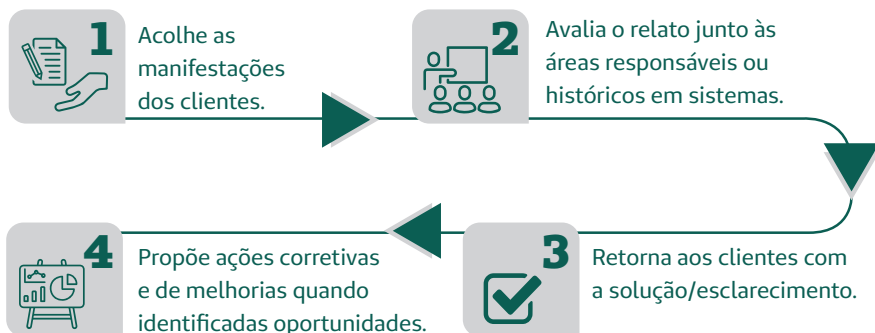 1
Acolhe as
manifestações
dos clientes.
2
Avalia o relato junto às
áreas responsáveis ou
históricos em sistemas.
3
Retorna aos clientes com
a solução/esclarecimento.
4
Propõe ações corretivas
e de melhorias quando
identificadas oportunidades.